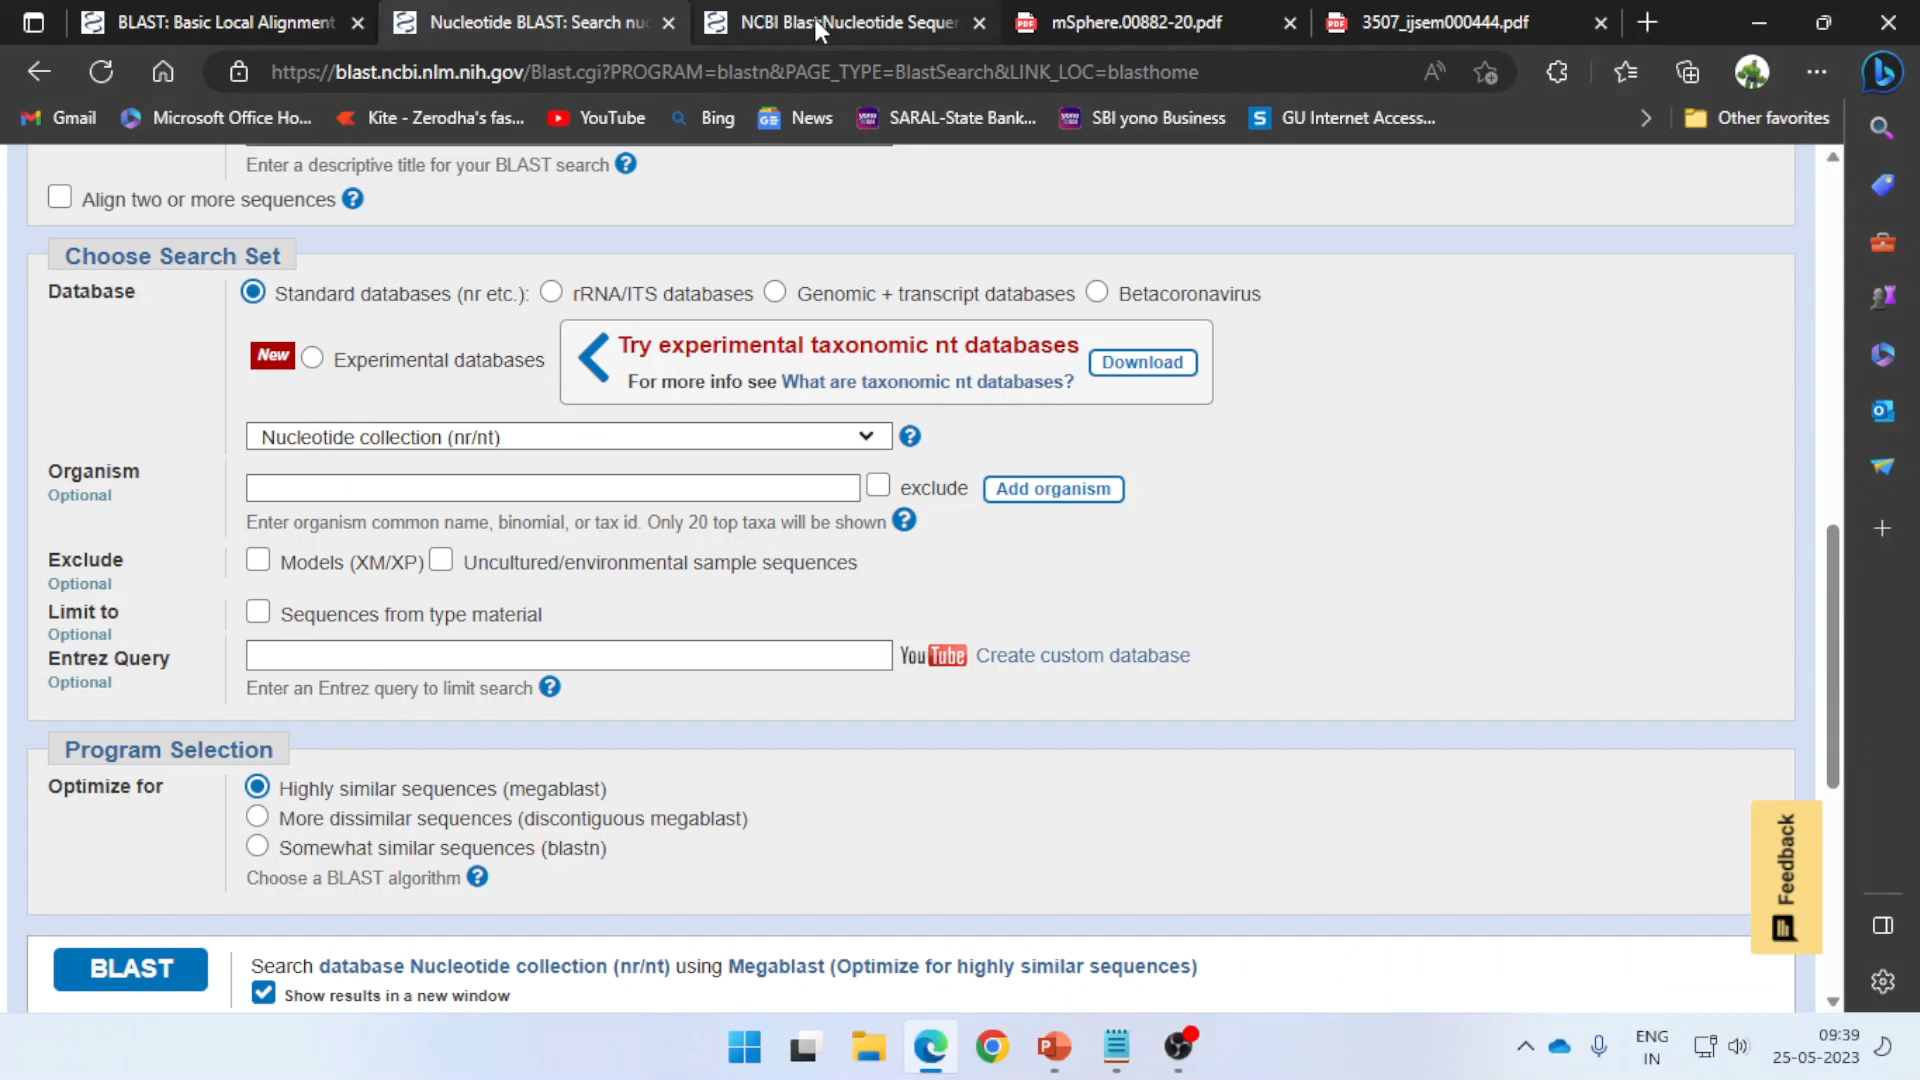 BLAST: Basic Local Alignment
Nucleotide BLAST: Search nu
NCBI Blast:Nucleotide Sequer
mSphere.00882-20.pdf
3507_ijsem000444.pdf
https://blast.ncbi.nlm.nih.gov/Blast.cgi?PROGRAM=blastn&PAGE_TYPE=BlastSearch&LINK_LOC=blasthome
Gmail
Microsoft Office Ho...
Kite - Zerodha's fas...
YouTube
Bing
News
SARAL-State Bank...
SBI yono Business
GU Internet Access...
Other favorites
Enter a descriptive title for your BLAST search
Align two or more sequences
Choose Search Set
Database
Standard databases (nr etc.):
rRNA/ITS databases
Genomic + transcript databases
Betacoronavirus
New
Experimental databases
Try experimental taxonomic nt databases
For more info see What are taxonomic nt databases?
Download
Nucleotide collection (nr/nt)
Organism
Optional
exclude
Add organism
Enter organism common name, binomial, or tax id. Only 20 top taxa will be shown
Exclude
Optional
Models (XM/XP)
Uncultured/environmental sample sequences
Limit to
Optional
Sequences from type material
Entrez Query
Optional
YouTube
Create custom database
Enter an Entrez query to limit search
Program Selection
Optimize for
Highly similar sequences (megablast)
More dissimilar sequences (discontiguous megablast)
Somewhat similar sequences (blastn)
Choose a BLAST algorithm
Feedback
BLAST
Search database Nucleotide collection (nr/nt) using Megablast (Optimize for highly similar sequences)
Show results in a new window
ENG
IN
09:39
25-05-2023